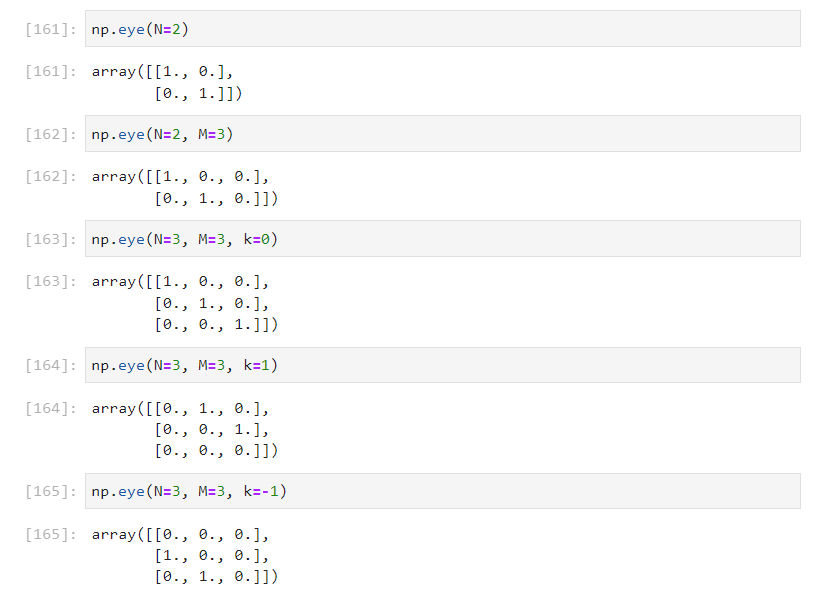 [161]: np.eye(N=2)
[161]: array([[1., 0.],
[0., 1.]])
[162]: np.eye(N=2, M=3)
[162]: array([[1., 0., 0.],
[0., 1., 0.]])
[163]: np.eye(N=3, M=3, k=0)
[163]: array([[1., 0., 0.],
[0., 1., 0.],
[0., 0., 1.]])
[164]: np.eye(N=3, M=3, k=1)
[164]: array([[0., 1., 0.],
[0., 0., 1.],
[0., 0., 0.]])
[165]: np.eye(N=3, M=3, k=-1)
[165]: array([[0., 0., 0.],
[1., 0., 0.],
[0., 1., 0.]])